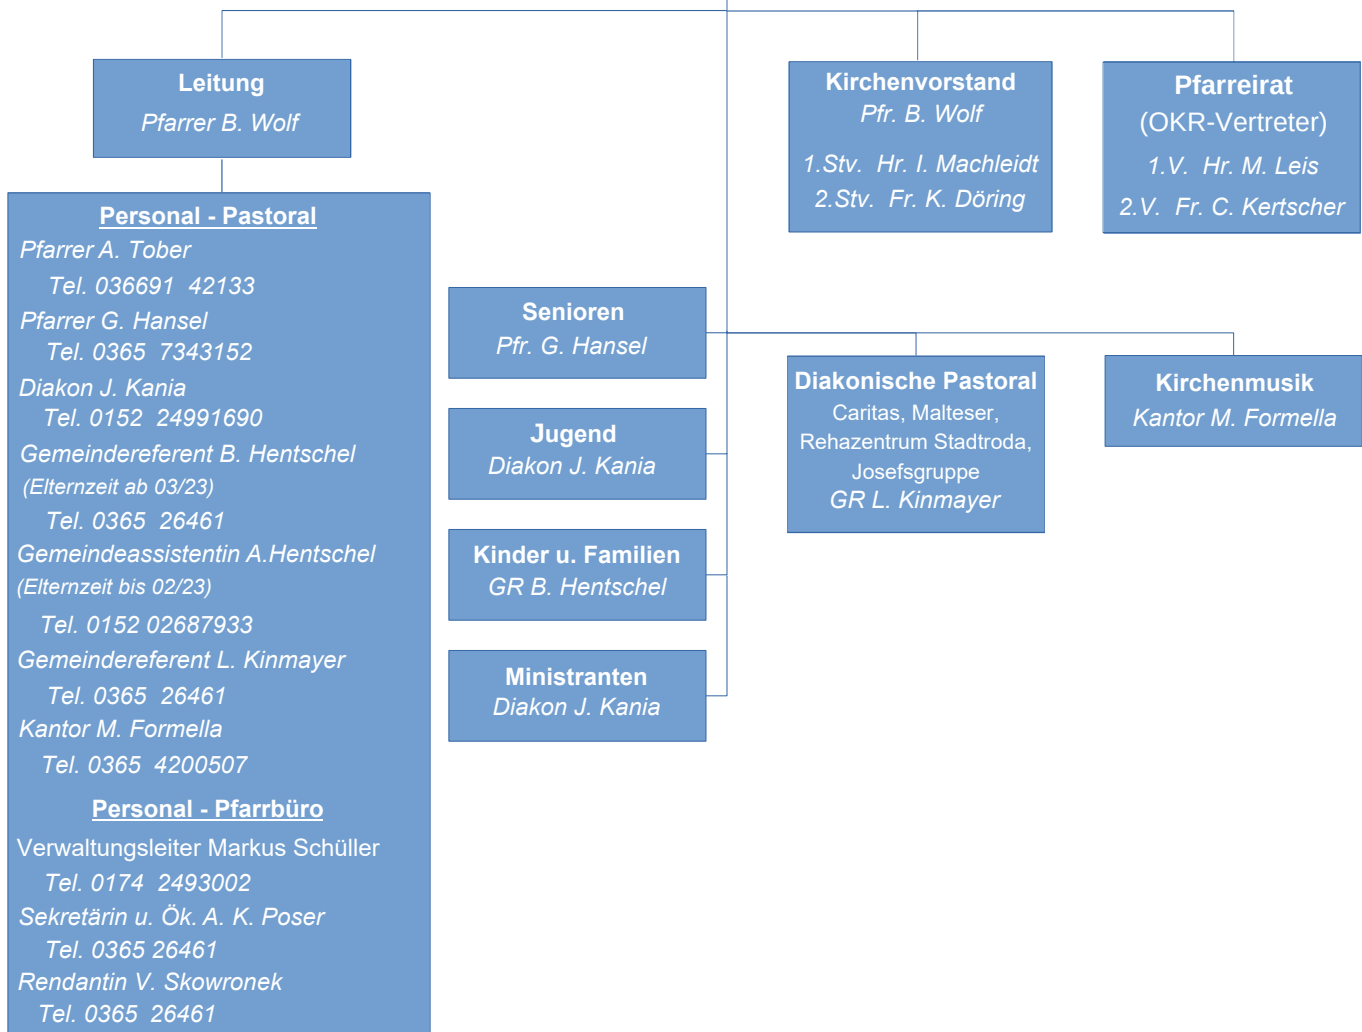 Leitung
Pfarrer B. Wolf
Kirchenvorstand
Pfr. B. Wolf
1.Stv. Hr. I. Machleidt
2.Stv. Fr. K. Döring
Pfarreirat
(OKR-Vertreter)
1.V. Hr. M. Leis
2.V. Fr. C. Kertscher
Personal - Pastoral
Pfarrer A. Tober
Tel. 036691 42133
Pfarrer G. Hansel
Tel. 0365 7343152
Diakon J. Kania
Tel. 0152 24991690
Gemeindereferent B. Hentschel
(Elternzeit ab 03/23)
Tel. 0365 26461
Gemeindeassistentin A.Hentschel
(Elternzeit bis 02/23)
Tel. 0152 02687933
Gemeindereferent L. Kinmayer
Tel. 0365 26461
Kantor M. Formella
Tel. 0365 4200507
Personal - Pfarrbüro
Verwaltungsleiter Markus Schüller
Tel. 0174 2493002
Sekretärin u. Ök. A. K. Poser
Tel. 0365 26461
Rendantin V. Skowronek
Tel. 0365 26461
Senioren
Pfr. G. Hansel
Jugend
Diakon J. Kania
Kinder u. Familien
GR B. Hentschel
Ministranten
Diakon J. Kania
Diakonische Pastoral
Caritas, Malteser,
Rehazentrum Stadtroda,
Josefsgruppe
GR L. Kinmayer
Kirchenmusik
Kantor M. Formella